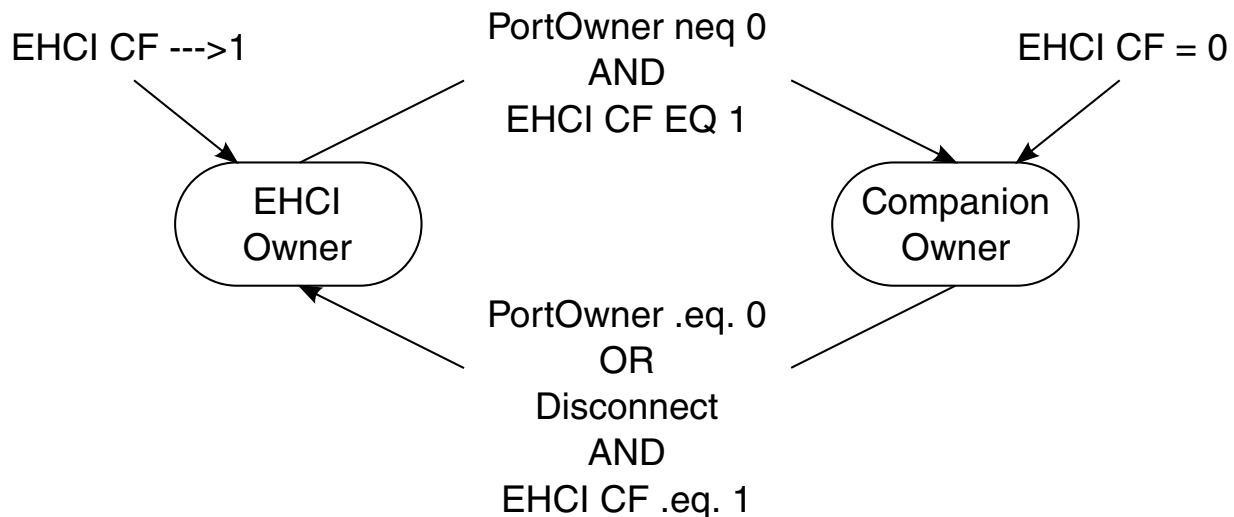 EHCI CF --->1
PortOwner neq 0
AND
EHCI CF EQ 1
EHCI CF = 0
EHCI
Owner
Companion
Owner
PortOwner .eq. 0
OR
Disconnect
AND
EHCI CF .eq. 1